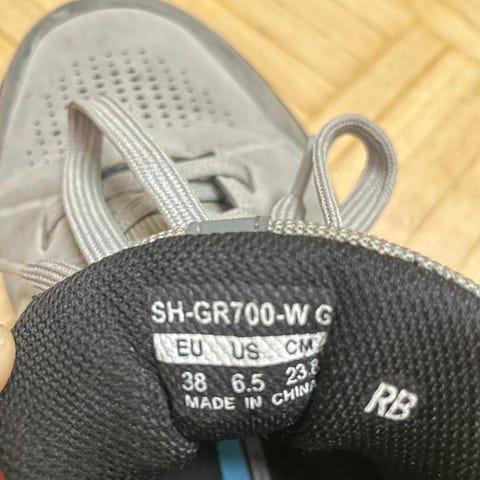 SH-GR700-W G
EU US CM
38 6.5 23.8
MADE IN CHINA
RB